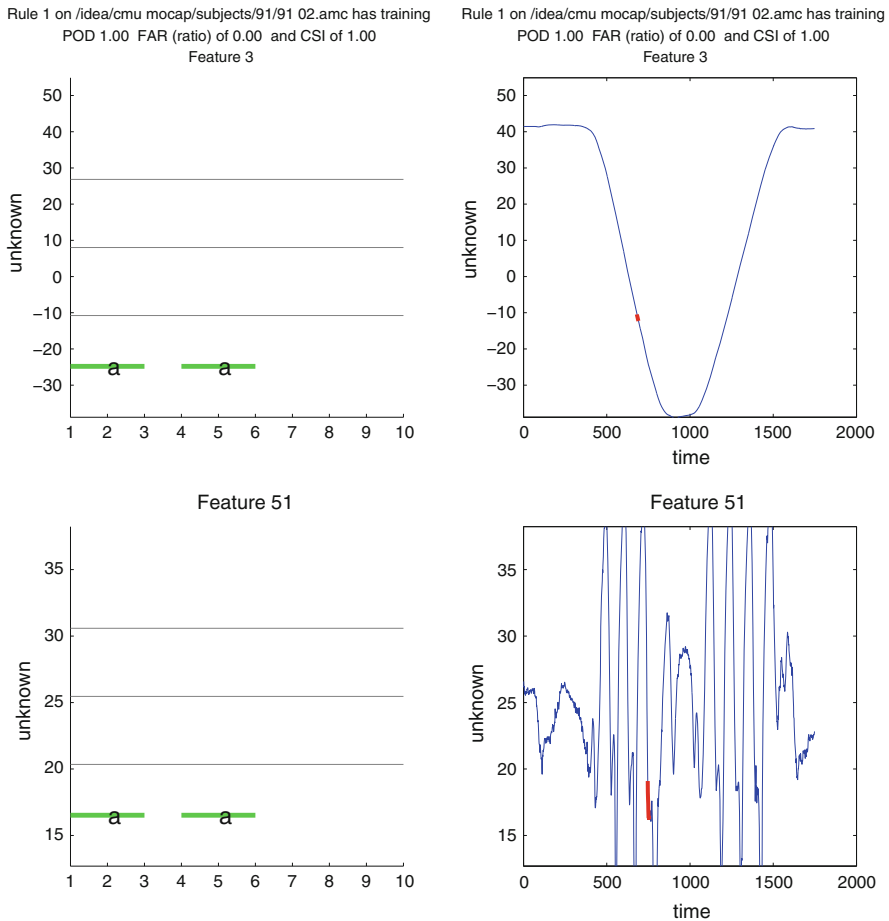 Rule 1 on /idea/cmu mocap/subjects/91/91 02.amc has training
POD 1.00 FAR (ratio) of 0.00 and CSI of 1.00
Feature 3
50
40
30
20
10
0
−10
−20
−30
unknown
a
a
1 2 3 4 5 6 7 8 9 10
Rule 1 on /idea/cmu mocap/subjects/91/91 02.amc has training
POD 1.00 FAR (ratio) of 0.00 and CSI of 1.00
Feature 3
50
40
30
20
10
0
−10
−20
−30
unknown
0 500 1000 1500 2000
time
Feature 51
35
30
25
20
15
unknown
a
a
1 2 3 4 5 6 7 8 9 10
Feature 51
35
30
25
20
15
unknown
0 500 1000 1500 2000
time